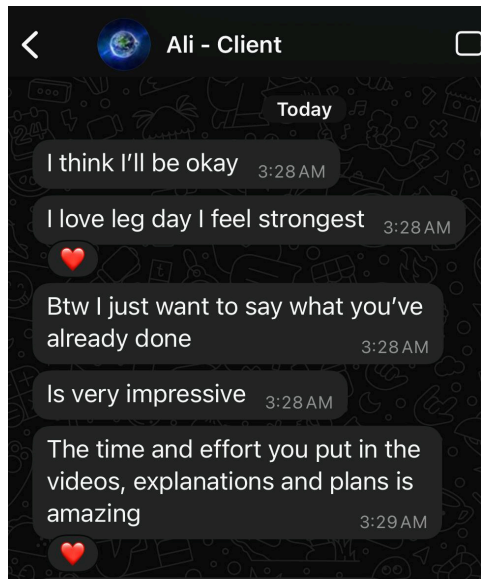 Ali - Client
Today
I think I’ll be okay 3:28 AM
I love leg day I feel strongest 3:28 AM
Btw I just want to say what you’ve
already done 3:28 AM
Is very impressive 3:28 AM
The time and effort you put in the
videos, explanations and plans is
amazing 3:29 AM